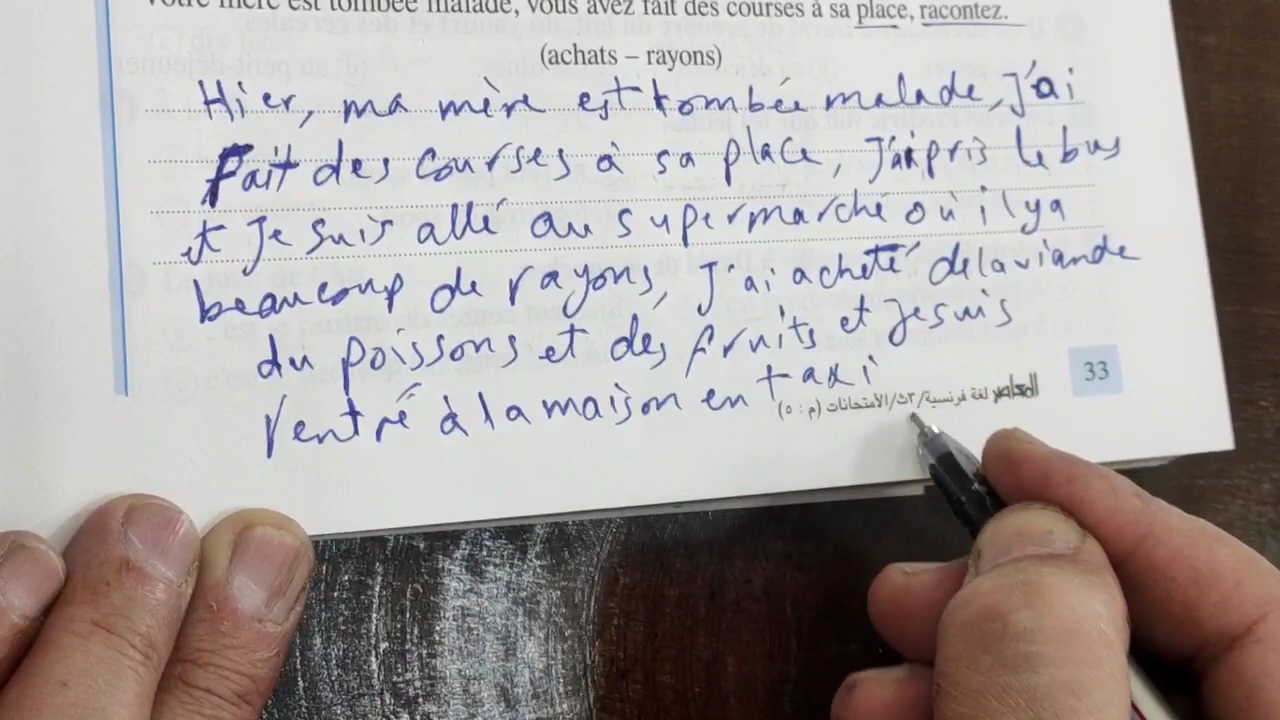 Votre mère est tombée malade, vous avez fait des courses à sa place, racontez.
(achats – rayons)
Hier, ma mère est tombée malade, j'ai
fait des courses à sa place, j'ai pris le bus
et je suis allé au supermarché où il ya
beaucoup de rayons, j'ai acheté de la viande
du poissons et des fruits et je suis
rentré à la maison en taxi
33
المعاصر لغة فرنسية/٣ث/الامتحانات (م : ٥)